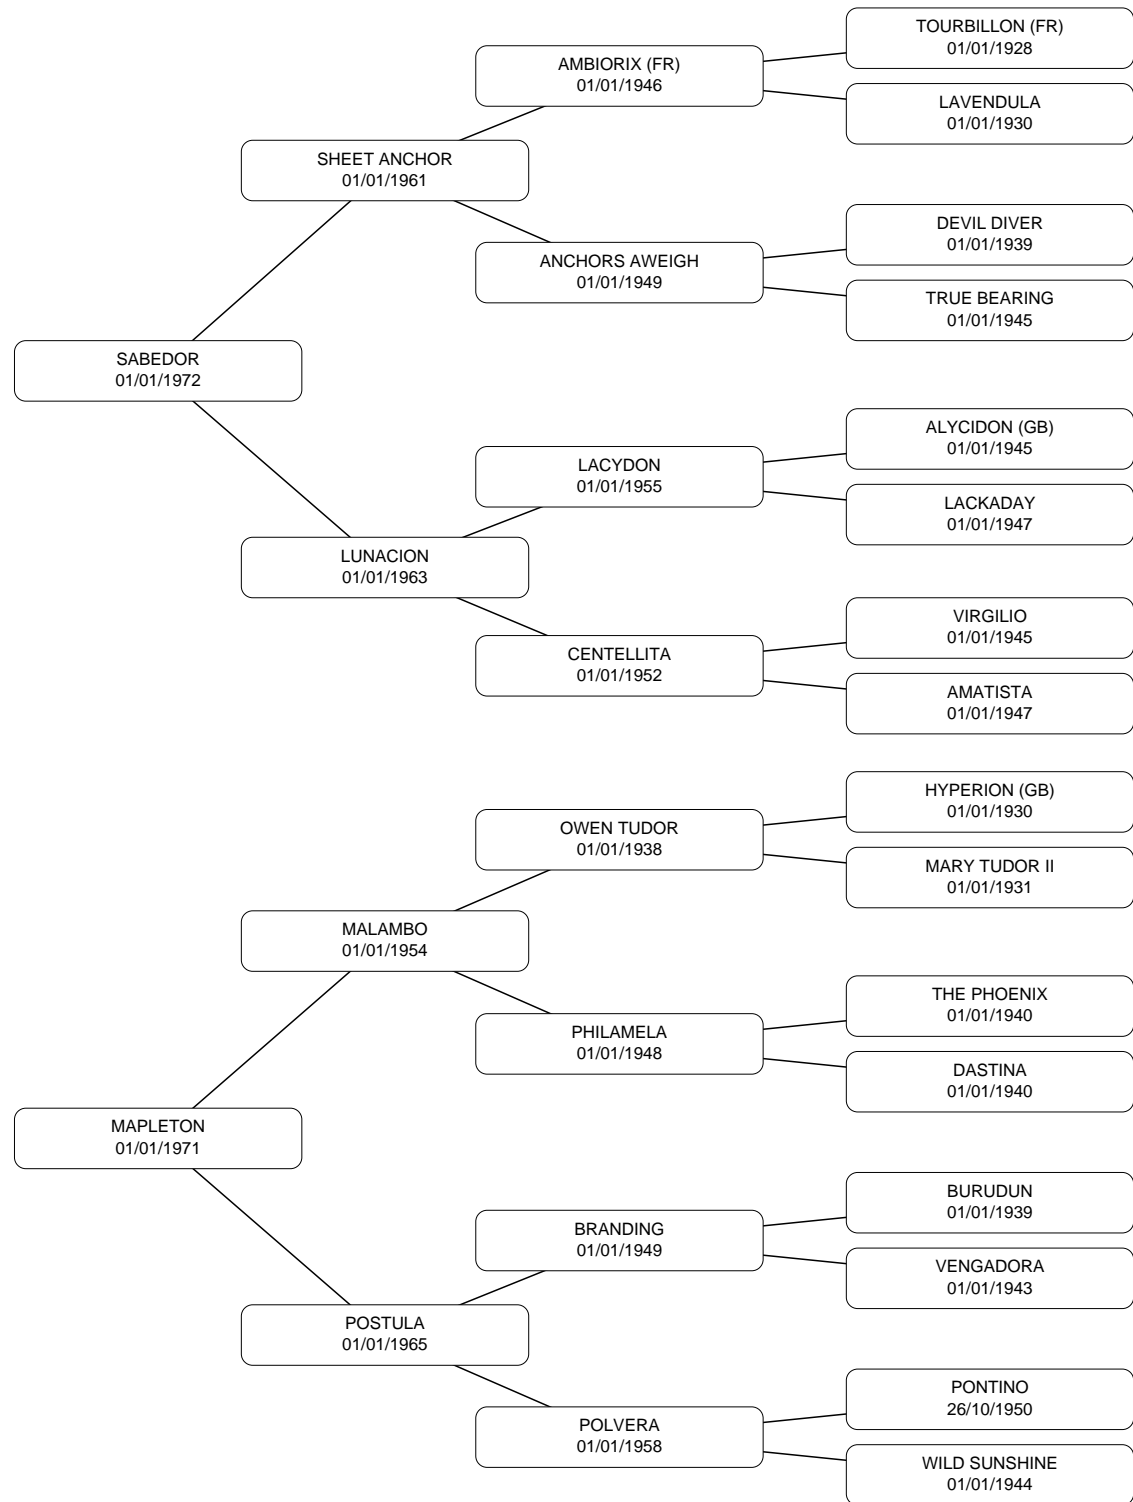 TOURBILLON (FR)
01/01/1928
AMBIORIX (FR)
01/01/1946
LAVENDULA
01/01/1930
SHEET ANCHOR
01/01/1961
DEVIL DIVER
01/01/1939
ANCHORS AWEIGH
01/01/1949
TRUE BEARING
01/01/1945
SABEDOR
01/01/1972
ALYCIDON (GB)
01/01/1945
LACYDON
01/01/1955
LACKADAY
01/01/1947
LUNACION
01/01/1963
VIRGILIO
01/01/1945
CENTELLITA
01/01/1952
AMATISTA
01/01/1947
HYPERION (GB)
01/01/1930
OWEN TUDOR
01/01/1938
MARY TUDOR II
01/01/1931
MALAMBO
01/01/1954
THE PHOENIX
01/01/1940
PHILAMELA
01/01/1948
DASTINA
01/01/1940
MAPLETON
01/01/1971
BURUDUN
01/01/1939
BRANDING
01/01/1949
VENGADORA
01/01/1943
POSTULA
01/01/1965
PONTINO
26/10/1950
POLVERA
01/01/1958
WILD SUNSHINE
01/01/1944